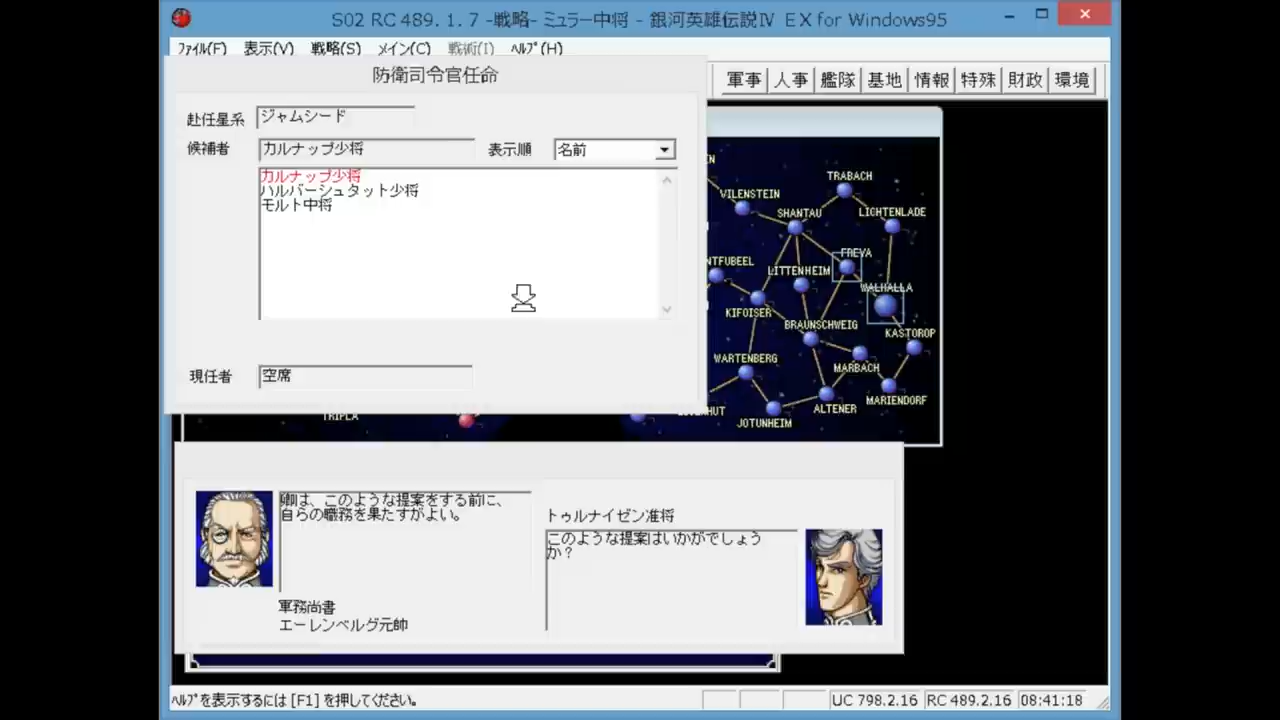 S02 RC 489. 1. 7 -戦略- ミュラー中将 - 銀河英雄伝説Ⅳ EX for Windows95
ﾌｧｲﾙ(F) 表示(V) 戦略(S) メイン(C) 戦術(I) ﾍﾙﾌﾟ(H)
軍事 人事 艦隊 基地 情報 特殊 財政 環境
防衛司令官任命
赴任星系 ジャムシード
候補者 カルナップ少将 表示順 名前
カルナップ少将
ハルバーシュタット少将
モルト中将
現任者 空席
VILENSTEIN
TRABACH
SHANTAU
LICHTENLADE
FREYA
NTFUBEEL
LITTENHEIM
WALHALLA
KIFOISER
BRAUNSCHWEIG
KASTOROP
WARTENBERG
MARBACH
MARIENDORF
ALTENER
JOTUNHEIM
TRIPLA
卿は、このような提案をする前に、
自らの職務を果たすがよい。
軍務尚書
エーレンベルグ元帥
トゥルナイゼン准将
このような提案はいかがでしょう
か?
ﾍﾙﾌﾟを表示するには [F1] を押してください。
UC 798.2.16 RC 489.2.16 08:41:18